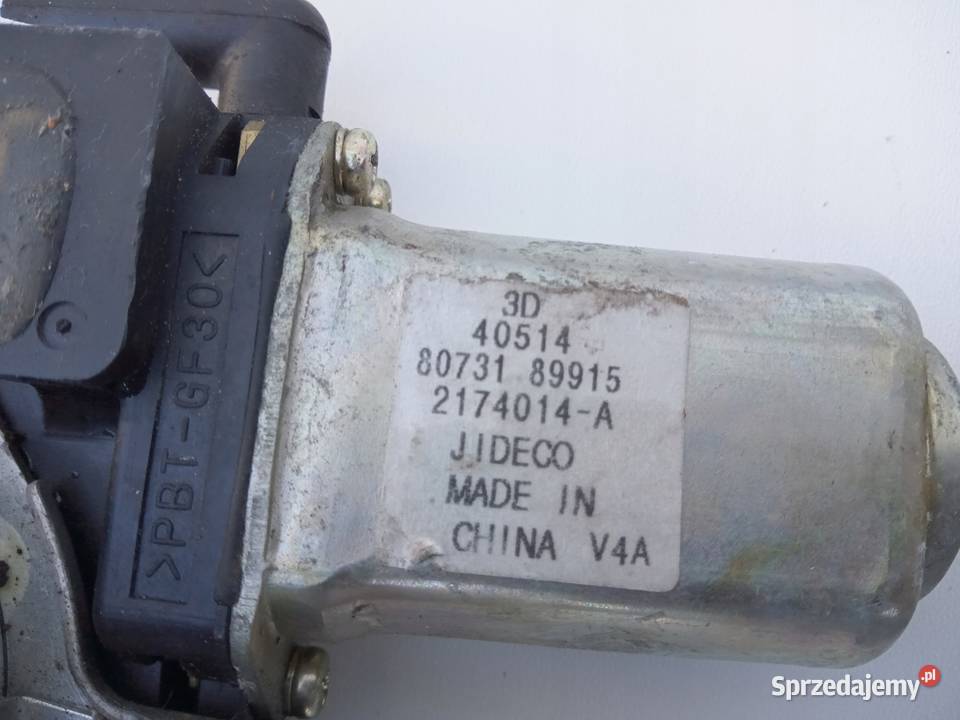 >PBT-GF30<
3D
40514
80731 89915
2174014-A
JIDECO
MADE IN
CHINA V4A
Sprzedajemy.pl